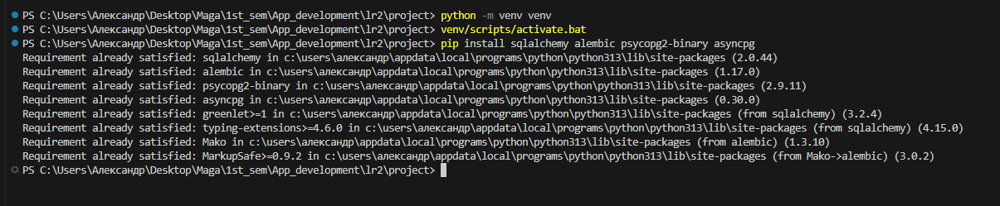 PS C:\Users\Александр\Desktop\Maga\1st_sem\App_development\lr2\project> python -m venv venv
PS C:\Users\Александр\Desktop\Maga\1st_sem\App_development\lr2\project> venv/scripts/activate.bat
PS C:\Users\Александр\Desktop\Maga\1st_sem\App_development\lr2\project> pip install sqlalchemy alembic psycopg2-binary asyncpg
Requirement already satisfied: sqlalchemy in c:\users\александр\appdata\local\programs\python\python313\lib\site-packages (2.0.44)
Requirement already satisfied: alembic in c:\users\александр\appdata\local\programs\python\python313\lib\site-packages (1.17.0)
Requirement already satisfied: psycopg2-binary in c:\users\александр\appdata\local\programs\python\python313\lib\site-packages (2.9.11)
Requirement already satisfied: asyncpg in c:\users\александр\appdata\local\programs\python\python313\lib\site-packages (0.30.0)
Requirement already satisfied: greenlet>=1 in c:\users\александр\appdata\local\programs\python\python313\lib\site-packages (from sqlalchemy) (3.2.4)
Requirement already satisfied: typing-extensions>=4.6.0 in c:\users\александр\appdata\local\programs\python\python313\lib\site-packages (from sqlalchemy) (4.15.0)
Requirement already satisfied: Mako in c:\users\александр\appdata\local\programs\python\python313\lib\site-packages (from alembic) (1.3.10)
Requirement already satisfied: MarkupSafe>=0.9.2 in c:\users\александр\appdata\local\programs\python\python313\lib\site-packages (from Mako->alembic) (3.0.2)
PS C:\Users\Александр\Desktop\Maga\1st_sem\App_development\lr2\project>